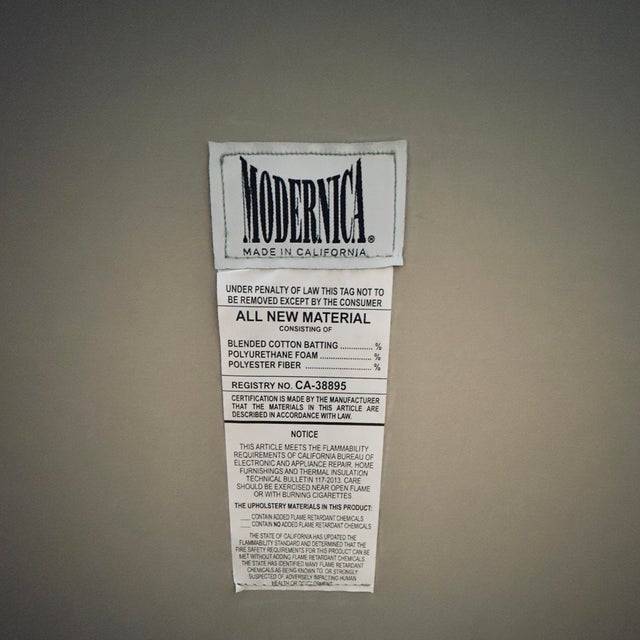 MODERNICA®
MADE IN CALIFORNIA
UNDER PENALTY OF LAW THIS TAG NOT TO
BE REMOVED EXCEPT BY THE CONSUMER
ALL NEW MATERIAL
CONSISTING OF
BLENDED COTTON BATTING ............ %
POLYURETHANE FOAM .................. %
POLYESTER FIBER ......................... %
REGISTRY NO. CA-38895
CERTIFICATION IS MADE BY THE MANUFACTURER
THAT THE MATERIALS IN THIS ARTICLE ARE
DESCRIBED IN ACCORDANCE WITH LAW.
NOTICE
THIS ARTICLE MEETS THE FLAMMABILITY
REQUIREMENTS OF CALIFORNIA BUREAU OF
ELECTRONIC AND APPLIANCE REPAIR, HOME
FURNISHINGS AND THERMAL INSULATION
TECHNICAL BULLETIN 117-2013. CARE
SHOULD BE EXERCISED NEAR OPEN FLAME
OR WITH BURNING CIGARETTES.
THE UPHOLSTERY MATERIALS IN THIS PRODUCT:
___ CONTAIN ADDED FLAME RETARDANT CHEMICALS
___ CONTAIN NO ADDED FLAME RETARDANT CHEMICALS
THE STATE OF CALIFORNIA HAS UPDATED THE
FLAMMABILITY STANDARD AND DETERMINED THAT THE
FIRE SAFETY REQUIREMENTS FOR THIS PRODUCT CAN BE
MET WITHOUT ADDING FLAME RETARDANT CHEMICALS.
THE STATE HAS IDENTIFIED MANY FLAME RETARDANT
CHEMICALS AS BEING KNOWN TO, OR STRONGLY
SUSPECTED OF, ADVERSELY IMPACTING HUMAN
HEALTH OR DEVELOPMENT.